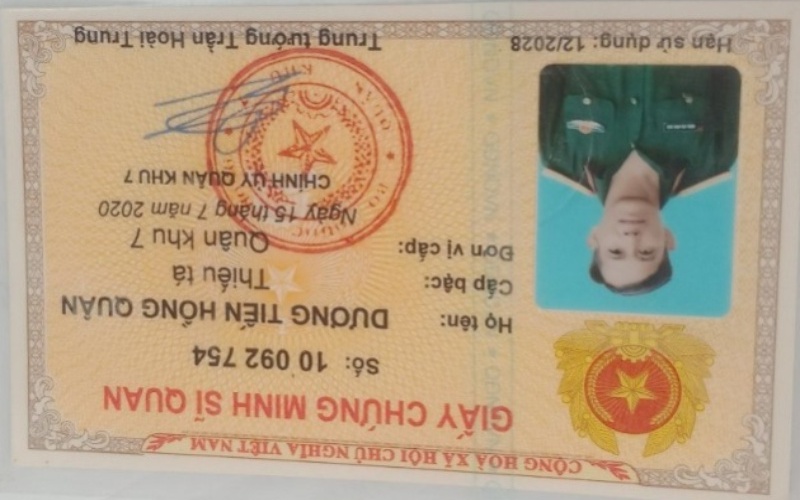 CỘNG HOÀ XÃ HỘI CHỦ NGHĨA VIỆT NAM
GIẤY CHỨNG MINH SĨ QUAN
Số: 10 092 754
Họ tên: DƯƠNG TIẾN HỒNG QUÂN
Cấp bậc: Thiếu tá
Đơn vị cấp: Quân khu 7
Ngày 15 tháng 7 năm 2020
CHÍNH ỦY QUÂN KHU 7
Hạn sử dụng: 12/2028
Trung tướng Trần Hoài Trung